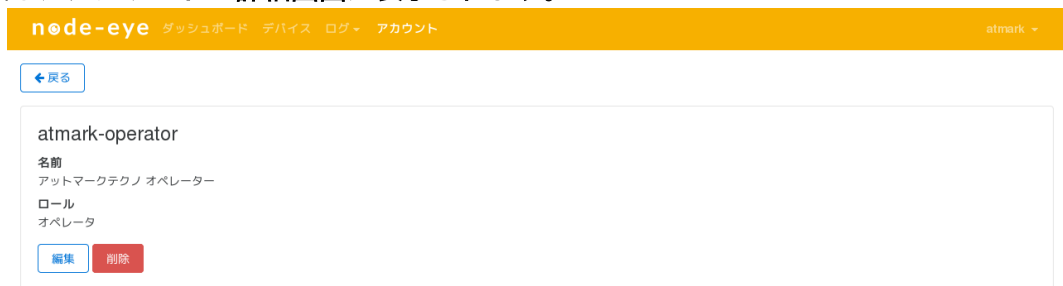 node-eye ダッシュボード デバイス ログ アカウント atmark
戻る
atmark-operator
名前
アットマークテクノ オペレーター
ロール
オペレータ
編集 削除